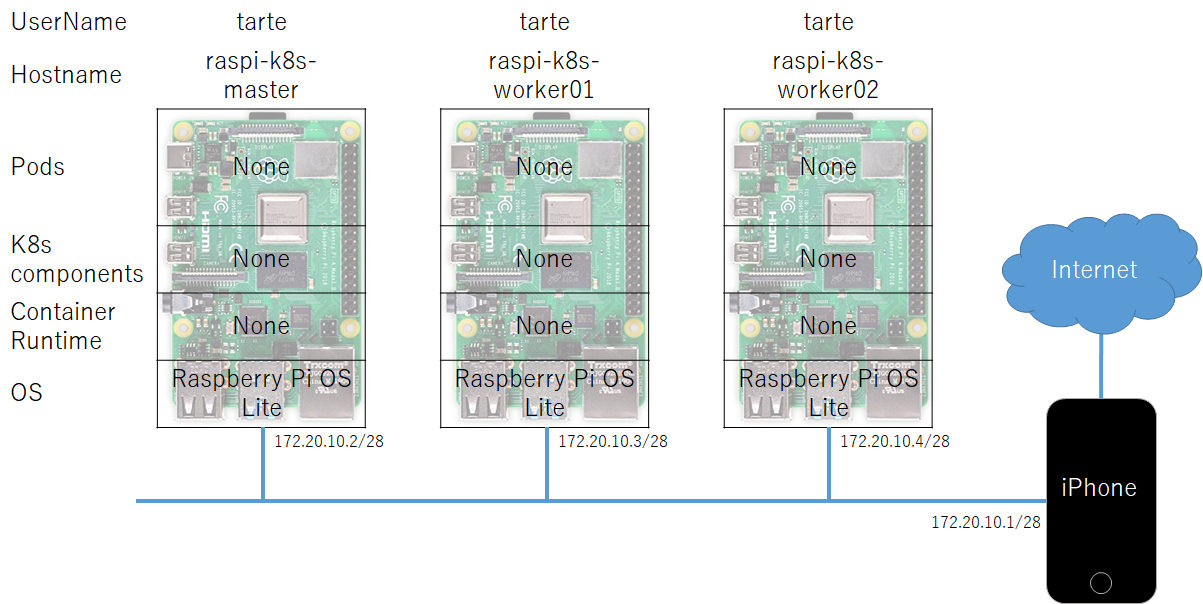 UserName
tarte
tarte
tarte
Hostname
raspi-k8s-
master
raspi-k8s-
worker01
raspi-k8s-
worker02
Pods
None
None
None
K8s
components
None
None
None
Container
Runtime
None
None
None
OS
Raspberry Pi OS
Lite
Raspberry Pi OS
Lite
Raspberry Pi OS
Lite
172.20.10.2/28
172.20.10.3/28
172.20.10.4/28
Internet
iPhone
172.20.10.1/28
HDMI
HDMI
HDMI